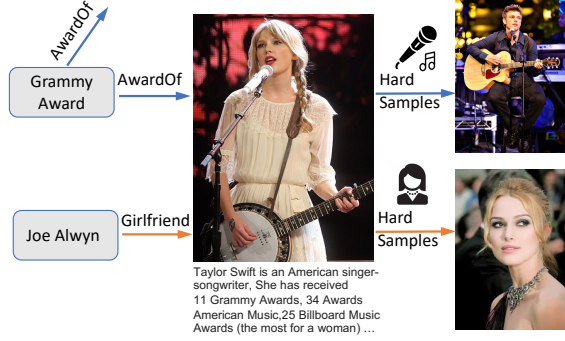 AwardOf
Grammy
Award
AwardOf
Hard
Samples
Joe Alwyn
Girlfriend
Hard
Samples
Taylor Swift is an American singer-
songwriter, She has received
11 Grammy Awards, 34 Awards
American Music,25 Billboard Music
Awards (the most for a woman) ...